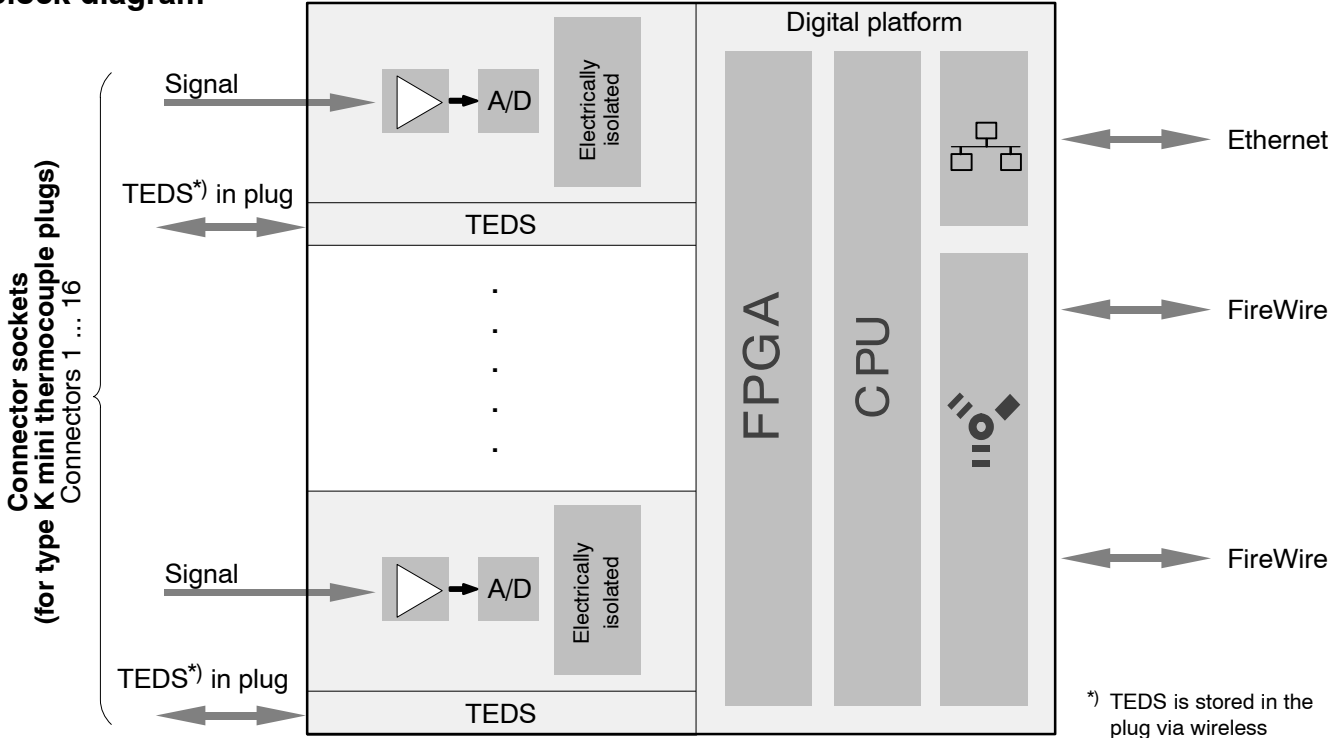 Block diagram
Digital platform
Signal
A/D
Electrically
isolated
Ethernet
TEDS*) in plug
TEDS
Connector sockets
(for type K mini thermocouple plugs)
Connectors 1 ... 16
.
.
.
.
.
FPGA
CPU
FireWire
Signal
A/D
Electrically
isolated
FireWire
TEDS*) in plug
TEDS
*) TEDS is stored in the
plug via wireless